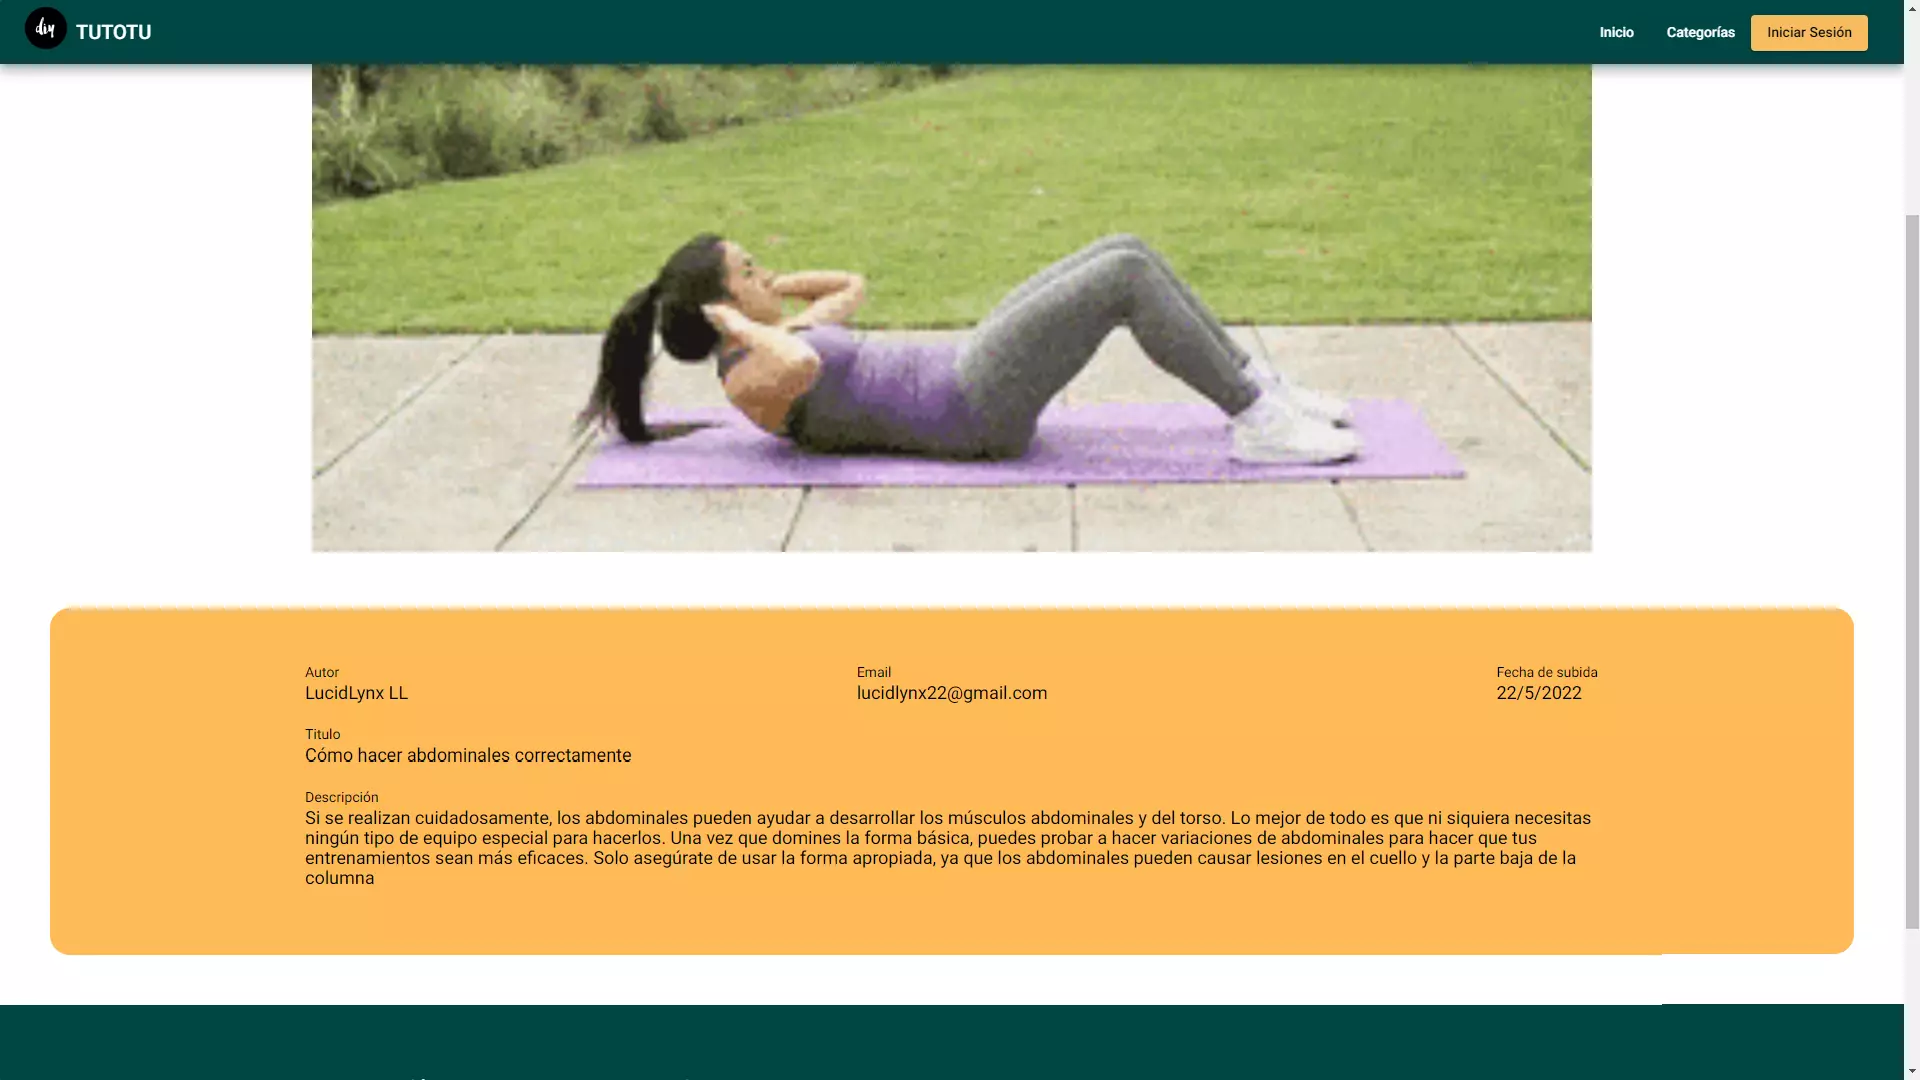 diy
TUTOTU
Inicio
Categorías
Iniciar Sesión
Autor
LucidLynx LL
Email
lucidlynx22@gmail.com
Fecha de subida
22/5/2022
Titulo
Cómo hacer abdominales correctamente
Descripción
Si se realizan cuidadosamente, los abdominales pueden ayudar a desarrollar los músculos abdominales y del torso. Lo mejor de todo es que ni siquiera necesitas
ningún tipo de equipo especial para hacerlos. Una vez que domines la forma básica, puedes probar a hacer variaciones de abdominales para hacer que tus
entrenamientos sean más eficaces. Solo asegúrate de usar la forma apropiada, ya que los abdominales pueden causar lesiones en el cuello y la parte baja de la
columna